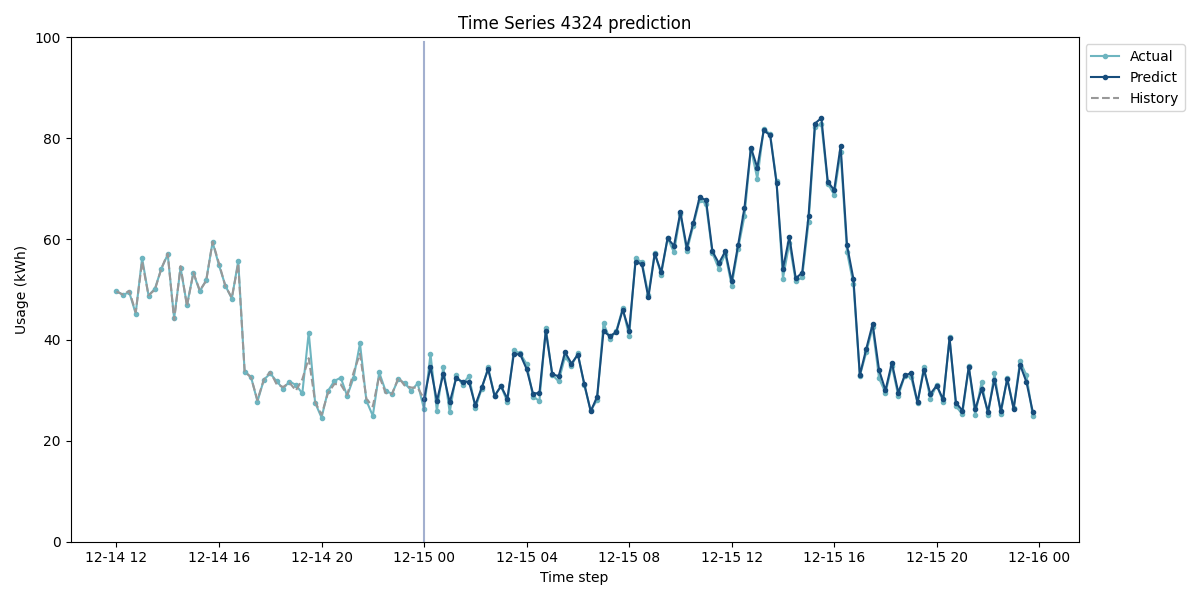 Time Series 4324 prediction
Usage (kWh)
100
80
60
40
20
0
12-14 12
12-14 16
12-14 20
12-15 00
12-15 04
12-15 08
12-15 12
12-15 16
12-15 20
12-16 00
Time step
Actual
Predict
History